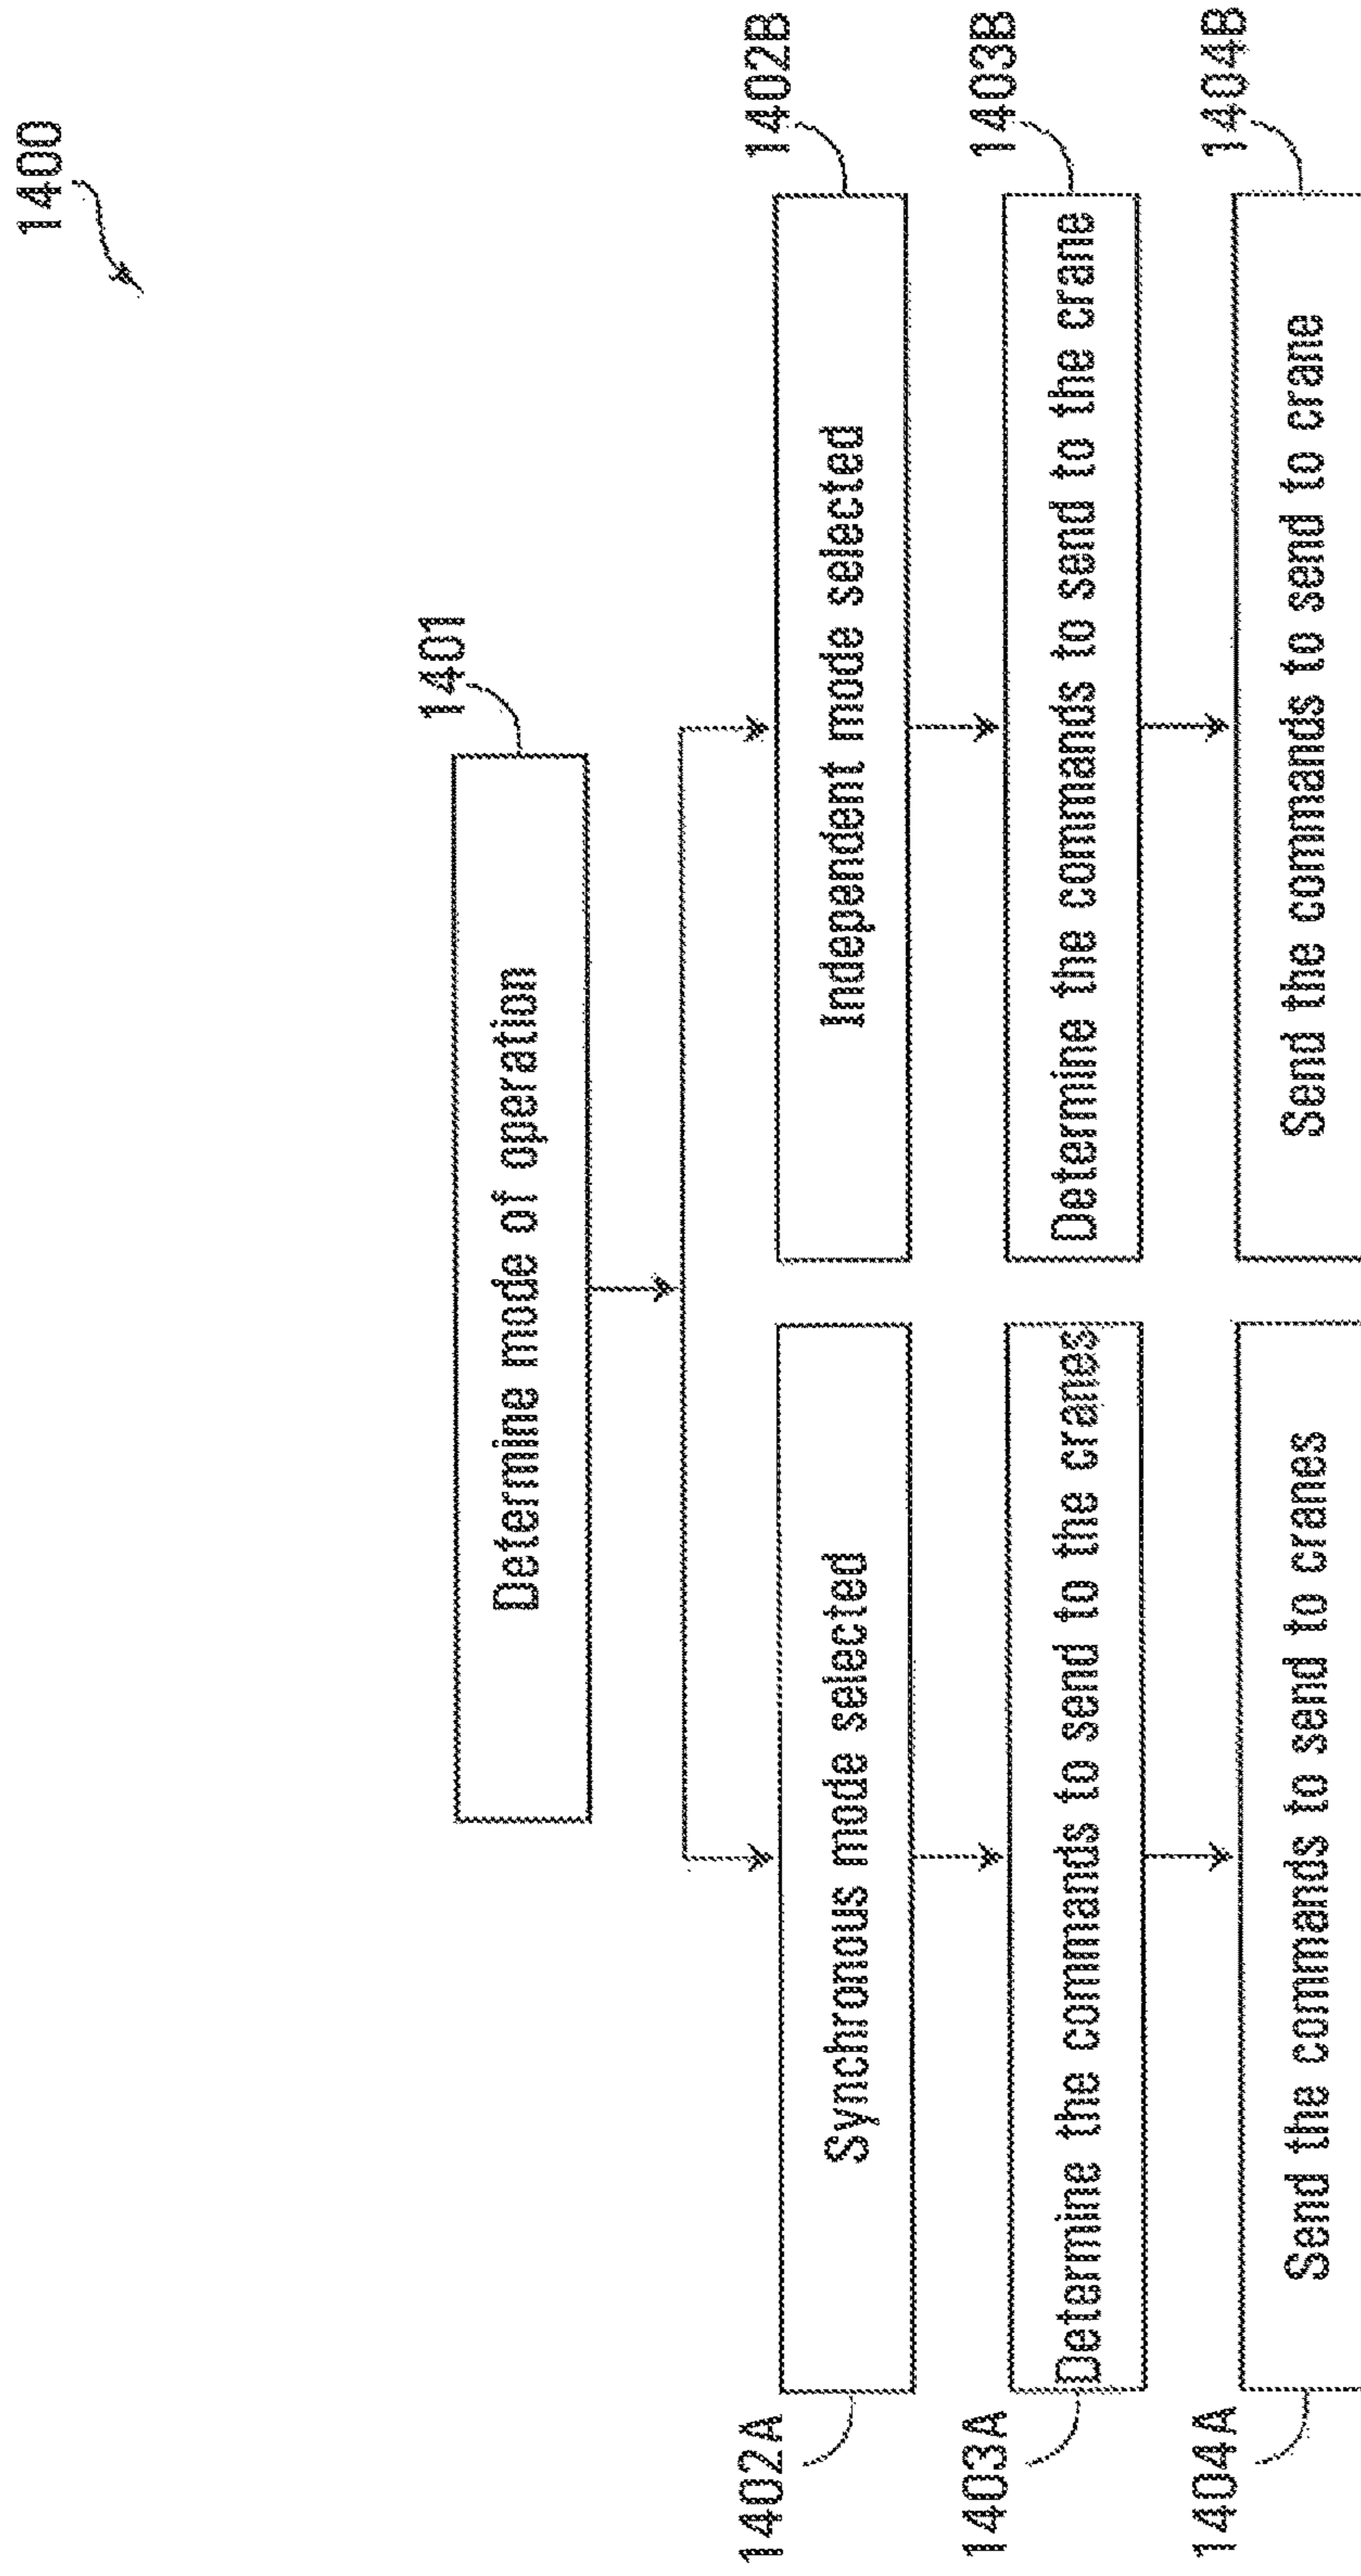 1400
1401
Determine mode of operation
1402A
Synchronous mode selected
Independent mode selected
1402B
1403A
Determine the commands to send to the cranes
Determine the commands to send to the crane
1403B
1404A
Send the commands to send to cranes
Send the commands to send to crane
1404B